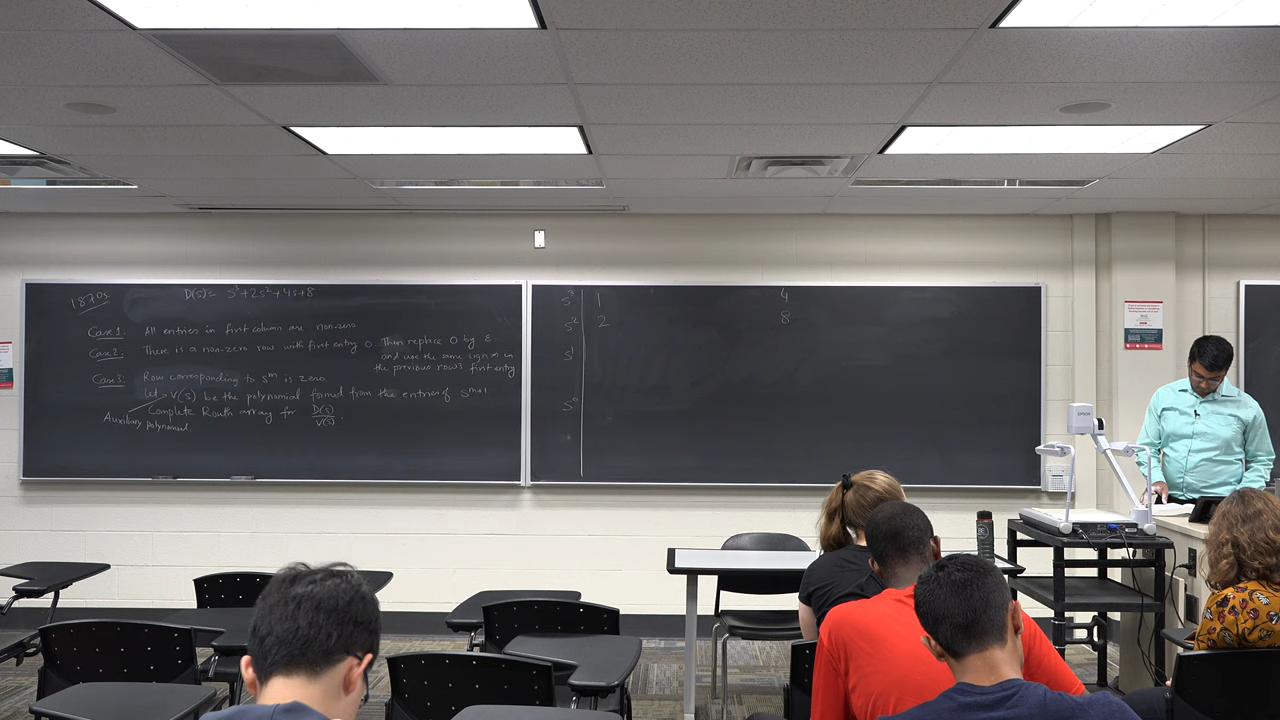 1870s.
D(s) = s³+2s²+4s+8
Case 1: All entries in first column are non-zero
Case 2: There is a non-zero row with first entry 0. Then replace 0 by ε
and use the same sign as in
the previous row's first entry
Case 3: Row corresponding to sᵐ is zero.
Let V(s) be the polynomial formed from the entries of sᵐ⁺¹
Auxiliary polynomial.
Complete Routh array for D(s)/V(s).
s³ 1 4
s² 2 8
s¹
s⁰
EPSON